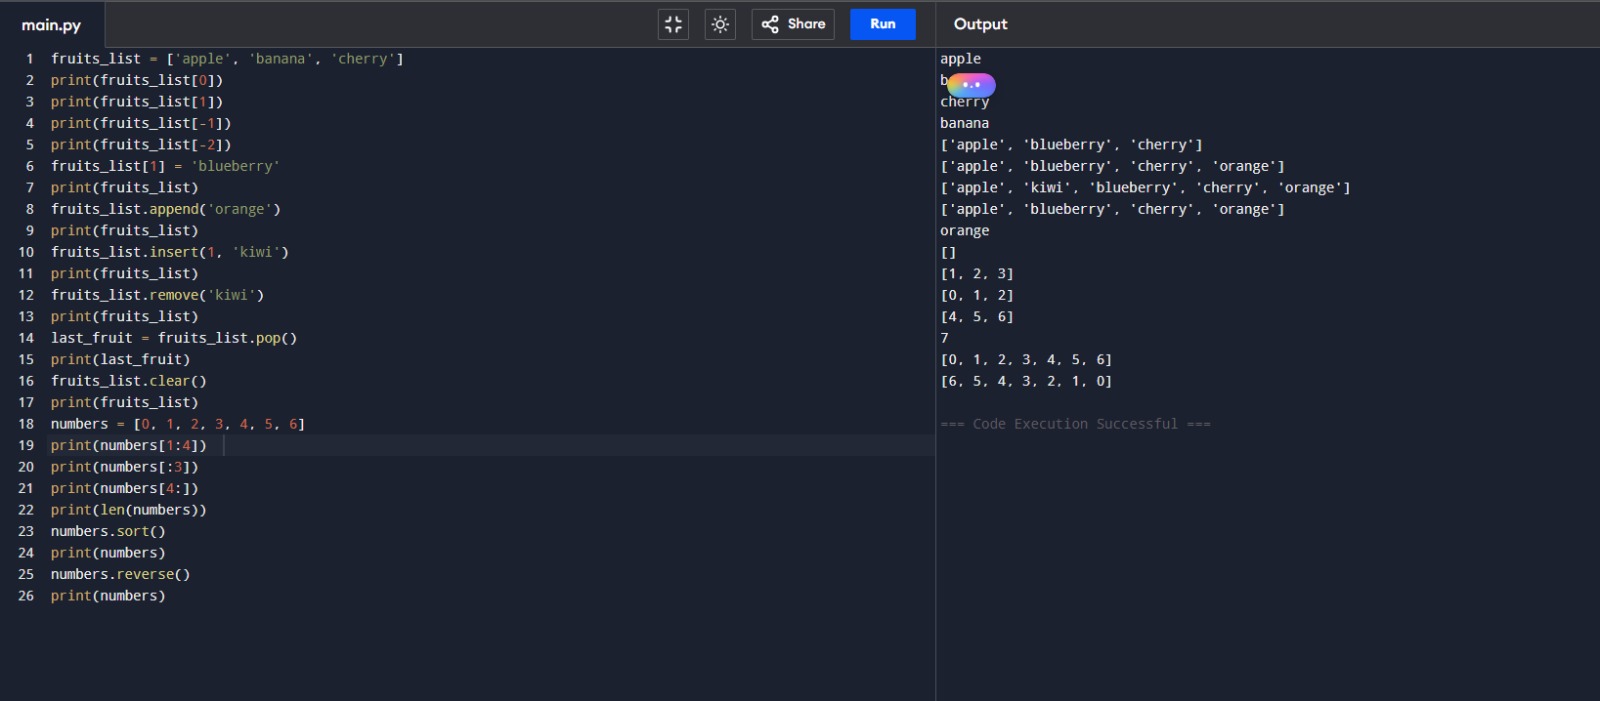 main.py
Share
Run
Output
1 fruits_list = ['apple', 'banana', 'cherry']
2 print(fruits_list[0])
3 print(fruits_list[1])
4 print(fruits_list[-1])
5 print(fruits_list[-2])
6 fruits_list[1] = 'blueberry'
7 print(fruits_list)
8 fruits_list.append('orange')
9 print(fruits_list)
10 fruits_list.insert(1, 'kiwi')
11 print(fruits_list)
12 fruits_list.remove('kiwi')
13 print(fruits_list)
14 last_fruit = fruits_list.pop()
15 print(last_fruit)
16 fruits_list.clear()
17 print(fruits_list)
18 numbers = [0, 1, 2, 3, 4, 5, 6]
19 print(numbers[1:4])
20 print(numbers[:3])
21 print(numbers[4:])
22 print(len(numbers))
23 numbers.sort()
24 print(numbers)
25 numbers.reverse()
26 print(numbers)
apple
cherry
banana
['apple', 'blueberry', 'cherry']
['apple', 'blueberry', 'cherry', 'orange']
['apple', 'kiwi', 'blueberry', 'cherry', 'orange']
['apple', 'blueberry', 'cherry', 'orange']
orange
[]
[1, 2, 3]
[0, 1, 2]
[4, 5, 6]
7
[0, 1, 2, 3, 4, 5, 6]
[6, 5, 4, 3, 2, 1, 0]
=== Code Execution Successful ===